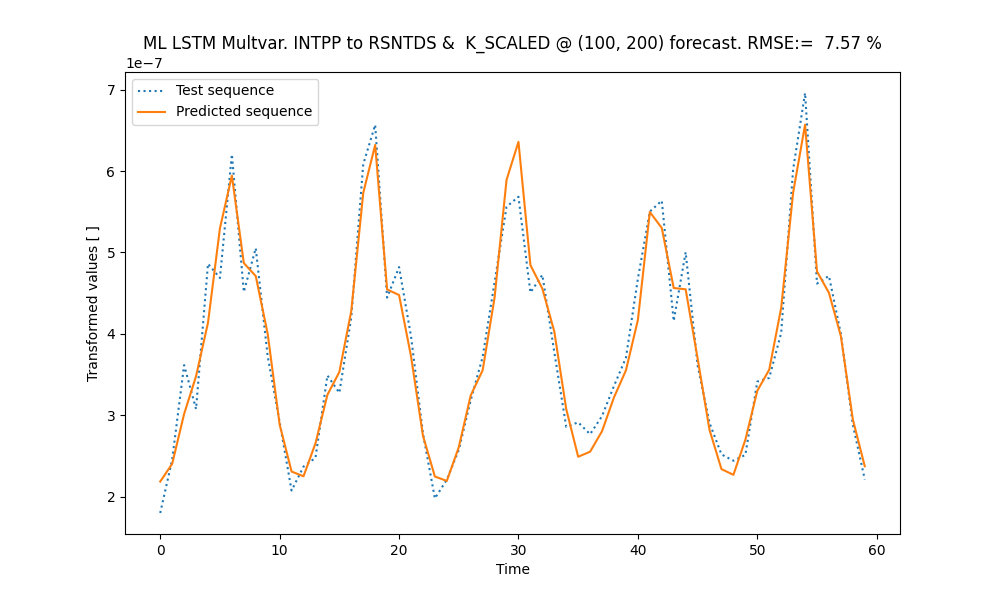 ML LSTM Multvar. INTPP to RSNTDS &  K_SCALED @ (100, 200) forecast. RMSE:=  7.57 %
1e−7
Test sequence
Predicted sequence
7
6
5
4
3
2
Transformed values [ ]
0 10 20 30 40 50 60
Time